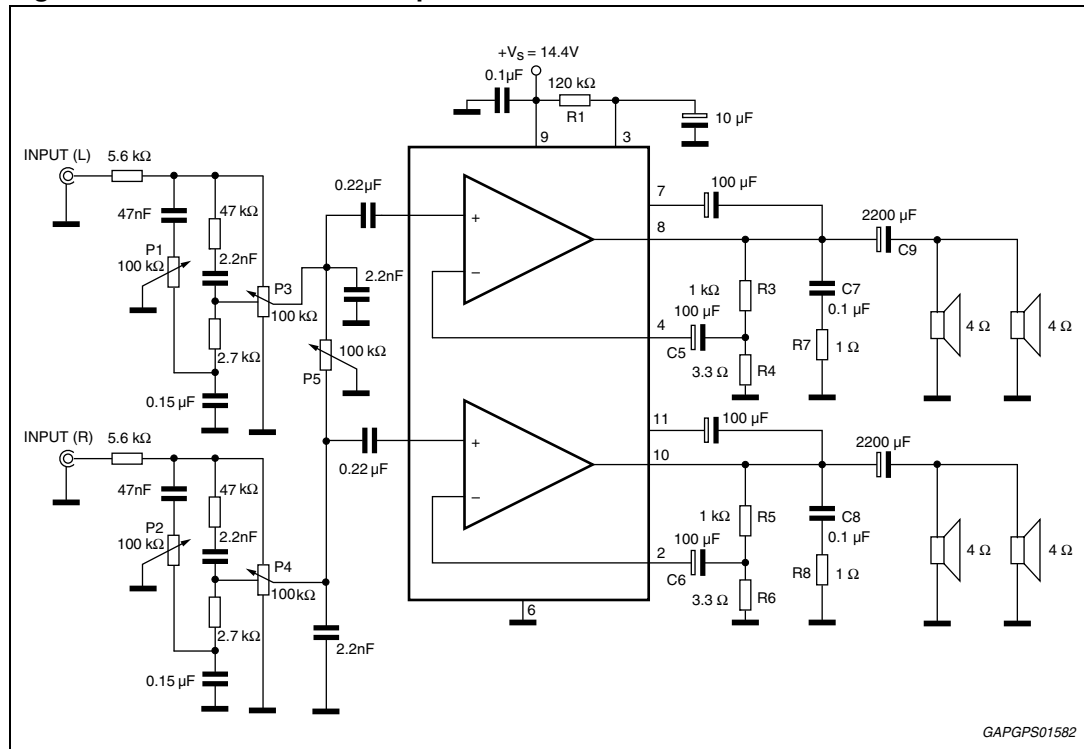 +VS = 14.4V
0.1µF
120 kΩ
R1
10 µF
9
3
INPUT (L)
5.6 kΩ
47nF
47 kΩ
P1
100 kΩ
2.2nF
P3
100 kΩ
2.7 kΩ
0.15 µF
0.22µF
2.2nF
100 kΩ
P5
+
−
7
100 µF
8
2200 µF
C9
1 kΩ
R3
C7
0.1 µF
100 µF
4
C5
R7
1 Ω
3.3 Ω
R4
4 Ω
4 Ω
INPUT (R)
5.6 kΩ
47nF
47 kΩ
P2
100 kΩ
2.2nF
P4
100 kΩ
2.7 kΩ
0.15 µF
0.22 µF
2.2nF
+
−
11
100 µF
10
2200 µF
1 kΩ
R5
C8
0.1 µF
100 µF
2
C6
R8
1 Ω
3.3 Ω
R6
4 Ω
4 Ω
6
GAPGPS01582